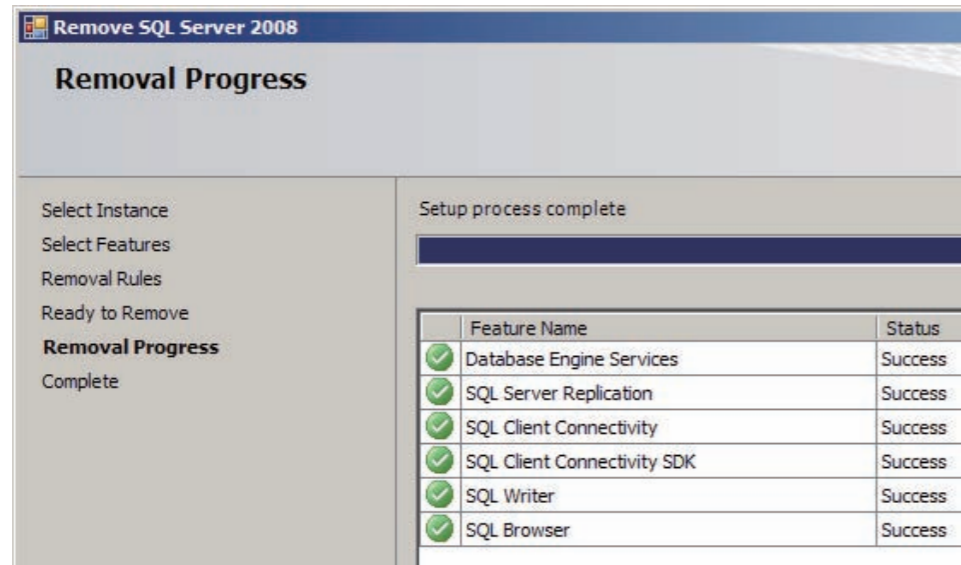 Remove SQL Server 2008
Removal Progress
Select Instance
Select Features
Removal Rules
Ready to Remove
Removal Progress
Complete
Setup process complete
Feature Name Status
Database Engine Services Success
SQL Server Replication Success
SQL Client Connectivity Success
SQL Client Connectivity SDK Success
SQL Writer Success
SQL Browser Success